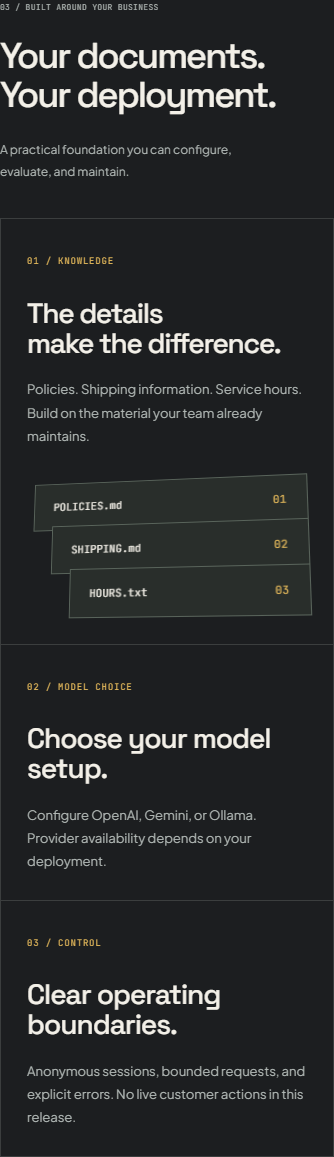 03 / BUILT AROUND YOUR BUSINESS
Your documents.
Your deployment.
A practical foundation you can configure,
evaluate, and maintain.
01 / KNOWLEDGE
The details
make the difference.
Policies. Shipping information. Service hours.
Build on the material your team already
maintains.
POLICIES.md 01
SHIPPING.md 02
HOURS.txt 03
02 / MODEL CHOICE
Choose your model
setup.
Configure OpenAI, Gemini, or Ollama.
Provider availability depends on your
deployment.
03 / CONTROL
Clear operating
boundaries.
Anonymous sessions, bounded requests, and
explicit errors. No live customer actions in this
release.